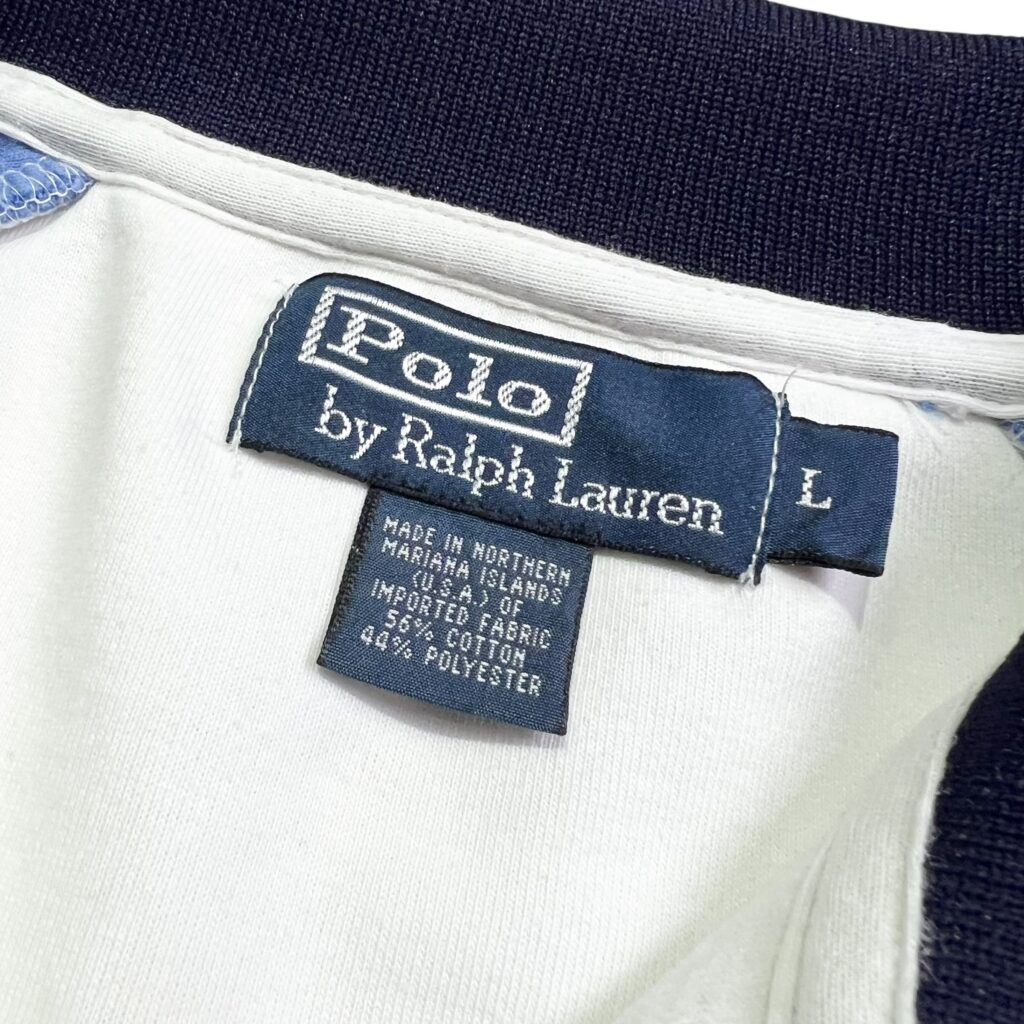 Polo
by Ralph Lauren
L
MADE IN NORTHERN
MARIANA ISLANDS
(U.S.A.) OF
IMPORTED FABRIC
56% COTTON
44% POLYESTER